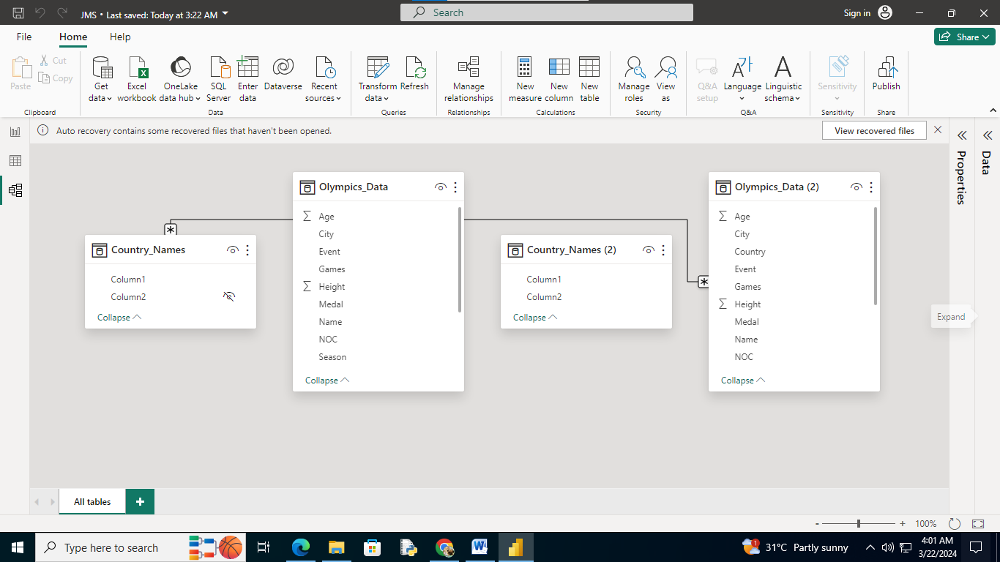 JMS • Last saved: Today at 3:22 AM
Search
Sign in
File
Home
Help
Share
Paste
Cut
Copy
Get data
Excel workbook
OneLake data hub
SQL Server
Enter data
Dataverse
Recent sources
Transform data
Refresh
Manage relationships
New measure
New column
New table
Manage roles
View as
Q&A setup
Language
Linguistic schema
Sensitivity
Publish
Clipboard
Data
Queries
Relationships
Calculations
Security
Q&A
Sensitivity
Share
Auto recovery contains some recovered files that haven't been opened.
View recovered files
Properties
Data
Country_Names
Column1
Column2
Collapse
Olympics_Data
Age
City
Event
Games
Height
Medal
Name
NOC
Season
Collapse
Country_Names (2)
Column1
Column2
Collapse
Olympics_Data (2)
Age
City
Country
Event
Games
Height
Medal
Name
NOC
Collapse
Expand
All tables
+
- + 100%
Type here to search
1
31°C Partly sunny
4:01 AM
3/22/2024